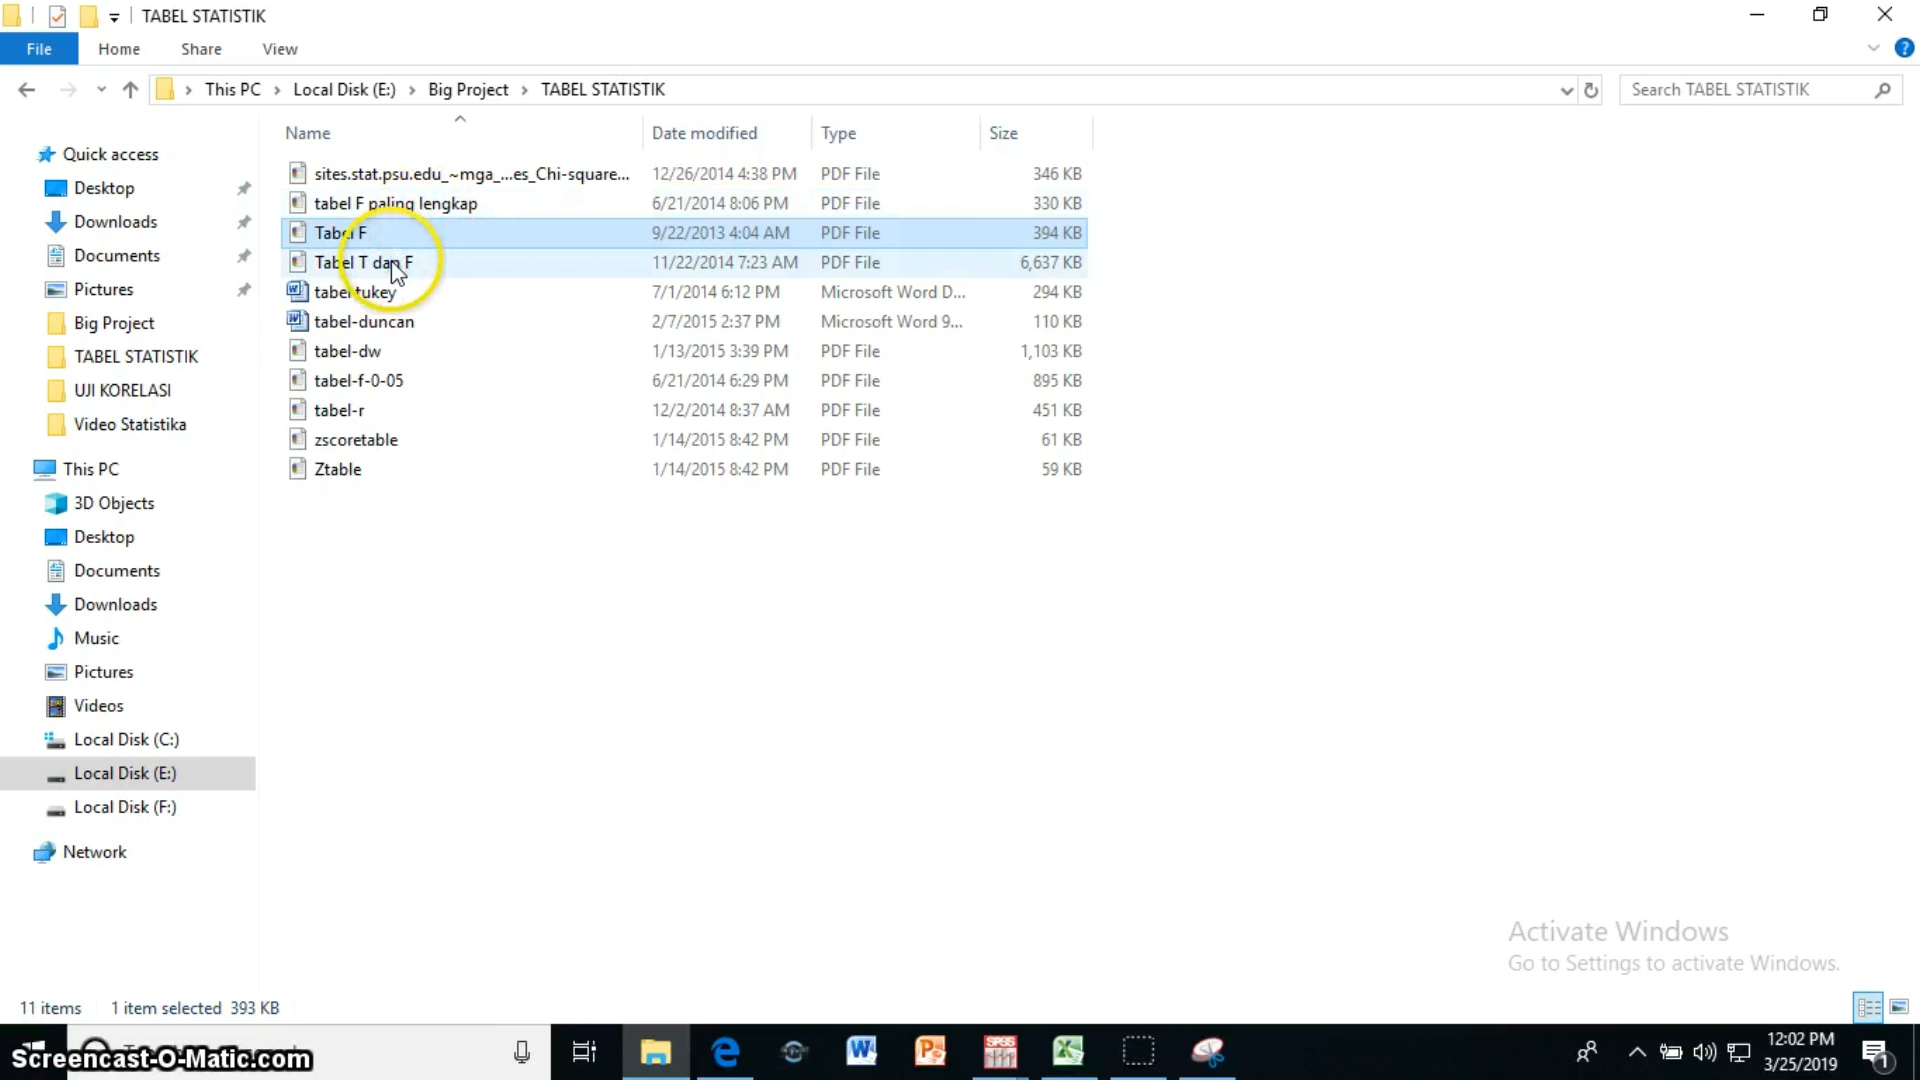 TABEL STATISTIK
File Home Share View
This PC Local Disk (E:) Big Project TABEL STATISTIK
Search TABEL STATISTIK
Name Date modified Type Size
Quick access
Desktop
Downloads
Documents
Pictures
Big Project
TABEL STATISTIK
UJI KORELASI
Video Statistika
This PC
3D Objects
Desktop
Documents
Downloads
Music
Pictures
Videos
Local Disk (C:)
Local Disk (E:)
Local Disk (F:)
Network
sites.stat.psu.edu_~mga_...es_Chi-square... 12/26/2014 4:38 PM PDF File 346 KB
tabel F paling lengkap 6/21/2014 8:06 PM PDF File 330 KB
Tabel F 9/22/2013 4:04 AM PDF File 394 KB
Tabel T dan F 11/22/2014 7:23 AM PDF File 6,637 KB
tabel tukey 7/1/2014 6:12 PM Microsoft Word D... 294 KB
tabel-duncan 2/7/2015 2:37 PM Microsoft Word 9... 110 KB
tabel-dw 1/13/2015 3:39 PM PDF File 1,103 KB
tabel-f-0-05 6/21/2014 6:29 PM PDF File 895 KB
tabel-r 12/2/2014 8:37 AM PDF File 451 KB
zscoretable 1/14/2015 8:42 PM PDF File 61 KB
Ztable 1/14/2015 8:42 PM PDF File 59 KB
Activate Windows
Go to Settings to activate Windows.
11 items 1 item selected 393 KB
Screencast-O-Matic.com
SPSS
12:02 PM
3/25/2019
1